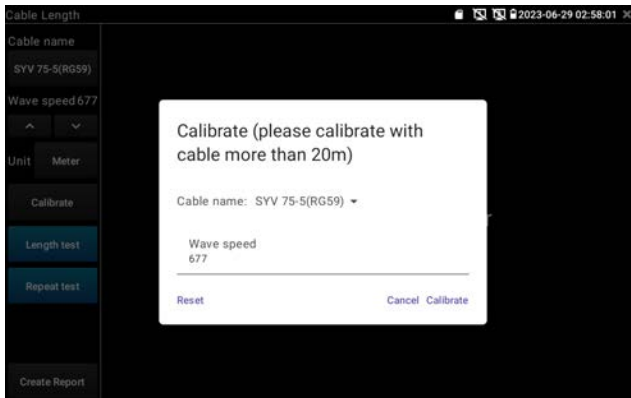 Cable Length
2023-06-29 02:58:01
Cable name
SYV 75-5(RG59)
Wave speed 677
Unit Meter
Calibrate
Length test
Repeat test
Create Report
Calibrate (please calibrate with
cable more than 20m)
Cable name: SYV 75-5(RG59)
Wave speed
677
Reset Cancel Calibrate